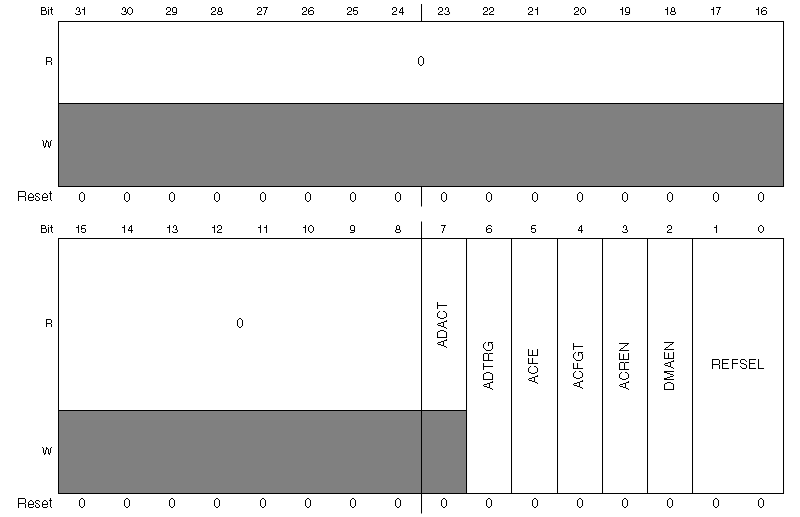 Bit 31 30 29 28 27 26 25 24 23 22 21 20 19 18 17 16
R 0
W
Reset 0 0 0 0 0 0 0 0 0 0 0 0 0 0 0 0
Bit 15 14 13 12 11 10 9 8 7 6 5 4 3 2 1 0
R 0 ADACT ADTRG ACFE ACFGT ACREN DMAEN REFSEL
W
Reset 0 0 0 0 0 0 0 0 0 0 0 0 0 0 0 0